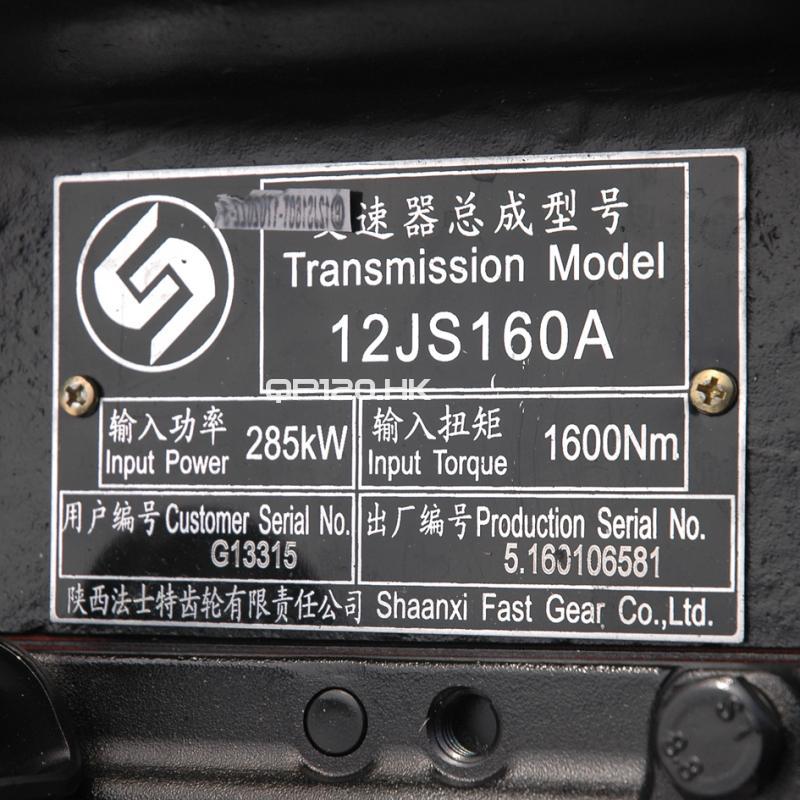 速器总成型号
Transmission Model
12JS160A
QP120.HK
输入功率
Input Power 285kW
输入扭矩
Input Torque 1600Nm
用户编号 Customer Serial No.
G13315
出厂编号 Production Serial No.
5.160106581
陕西法士特齿轮有限责任公司 Shaanxi Fast Gear Co.,Ltd.
8.8